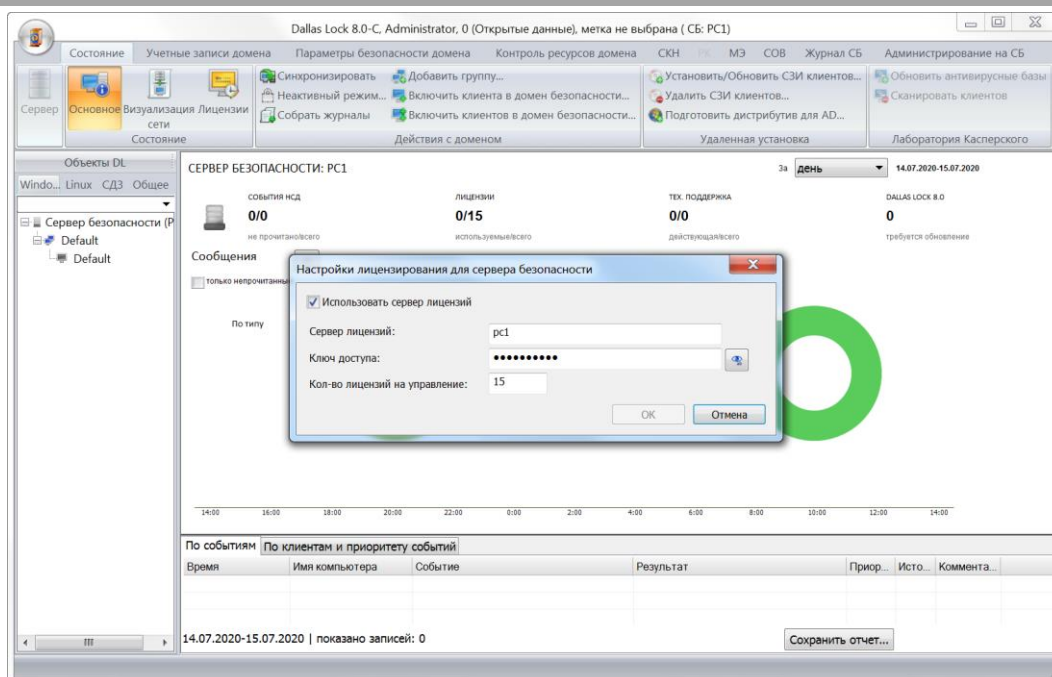 Dallas Lock 8.0-C, Administrator, 0 (Открытые данные), метка не выбрана ( СБ: PC1)
Состояние Учетные записи домена Параметры безопасности домена Контроль ресурсов домена СКН РК МЭ СОВ Журнал СБ Администрирование на СБ
Сервер Основное Визуализация сети Лицензии
Синхронизировать
Неактивный режим...
Собрать журналы
Добавить группу...
Включить клиента в домен безопасности...
Включить клиентов в домен безопасности...
Установить/Обновить СЗИ клиентов...
Удалить СЗИ клиентов...
Подготовить дистрибутив для AD...
Обновить антивирусные базы
Сканировать клиентов
Состояние Действия с доменом Удаленная установка Лаборатория Касперского
Объекты DL
Windo... Linux СДЗ Общее
Сервер безопасности (P
Default
Default
СЕРВЕР БЕЗОПАСНОСТИ: PC1 За день 14.07.2020-15.07.2020
СОБЫТИЯ НСД ЛИЦЕНЗИИ ТЕХ. ПОДДЕРЖКА DALLAS LOCK 8.0
0/0 0/15 0/0 0
не прочитано/всего используемые/всего действующая/всего требуется обновление
Сообщения
только непрочитанны
По типу
Настройки лицензирования для сервера безопасности
Использовать сервер лицензий
Сервер лицензий: pc1
Ключ доступа: ●●●●●●●●●●
Кол-во лицензий на управление: 15
OK Отмена
14:00 16:00 18:00 20:00 22:00 0:00 2:00 4:00 6:00 8:00 10:00 12:00 14:00
По событиям По клиентам и приоритету событий
Время Имя компьютера Событие Результат Приор... Исто... Коммента...
14.07.2020-15.07.2020 | показано записей: 0 Сохранить отчет...